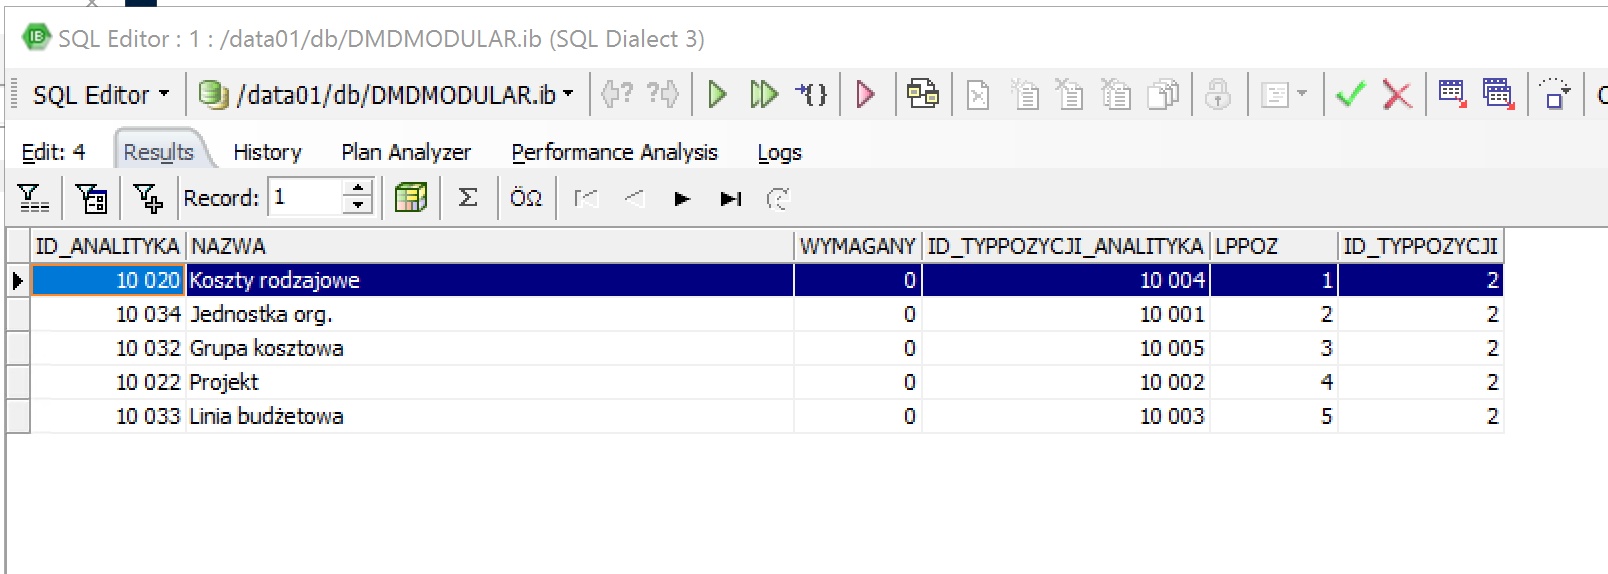 SQL Editor : 1 : /data01/db/DMDMODULAR.ib (SQL Dialect 3)
SQL Editor /data01/db/DMDMODULAR.ib
Edit: 4 Results History Plan Analyzer Performance Analysis Logs
Record: 1 Σ ÖΩ
ID_ANALITYKA NAZWA WYMAGANY ID_TYPPOZYCJI_ANALITYKA LPPOZ ID_TYPPOZYCJI
10 020 Koszty rodzajowe 0 10 004 1 2
10 034 Jednostka org. 0 10 001 2 2
10 032 Grupa kosztowa 0 10 005 3 2
10 022 Projekt 0 10 002 4 2
10 033 Linia budżetowa 0 10 003 5 2